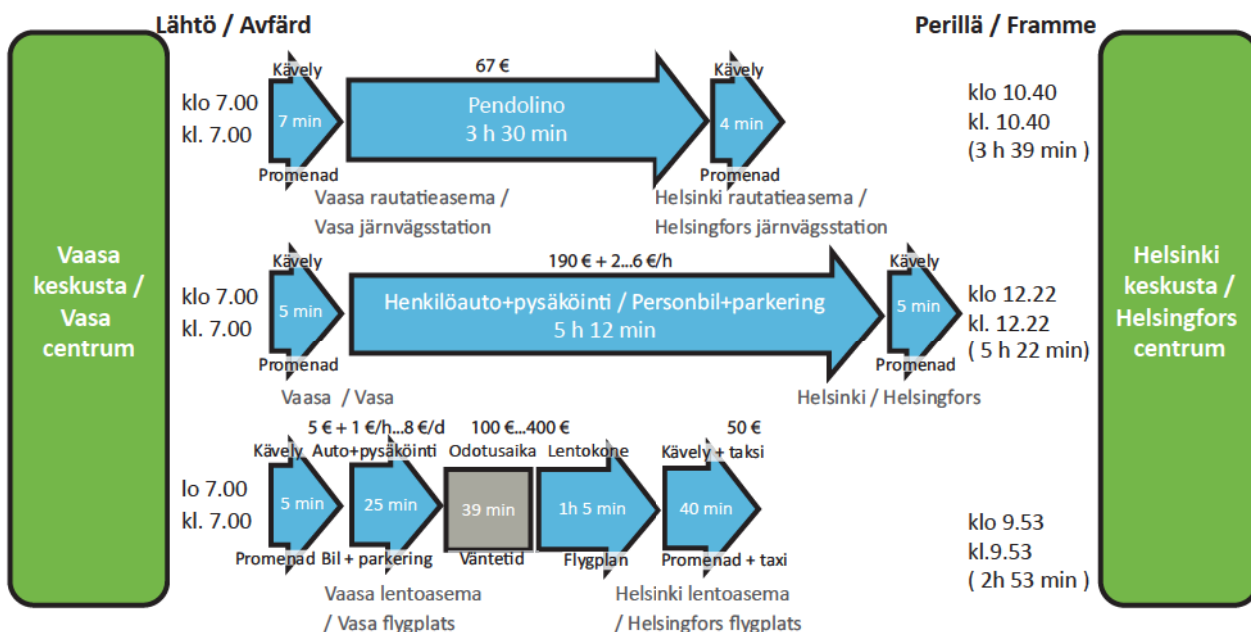 Lähtö / Avfärd
Perillä / Framme
Vaasa
keskusta /
Vasa
centrum
klo 7.00
kl. 7.00
Kävely
7 min
Promenad
67 €
Pendolino
3 h 30 min
Kävely
4 min
Promenad
Vaasa rautatieasema /
Vasa järnvägsstation
Helsinki rautatieasema /
Helsingfors järnvägsstation
klo 10.40
kl. 10.40
(3 h 39 min )
klo 7.00
kl. 7.00
Kävely
5 min
Promenad
190 € + 2...6 €/h
Henkilöauto+pysäköinti / Personbil+parkering
5 h 12 min
Kävely
5 min
Promenad
Vaasa / Vasa
Helsinki / Helsingfors
klo 12.22
kl. 12.22
( 5 h 22 min)
lo 7.00
kl. 7.00
5 € + 1 €/h...8 €/d
100 €...400 €
50 €
Kävely
5 min
Promenad
Auto+pysäköinti
25 min
Bil + parkering
Odotusaika
39 min
Väntetid
Lentokone
1h 5 min
Flygplan
Kävely + taksi
40 min
Promenad + taxi
Vaasa lentoasema
/ Vasa flygplats
Helsinki lentoasema
/ Helsingfors flygplats
klo 9.53
kl.9.53
( 2h 53 min )
Helsinki
keskusta /
Helsingfors
centrum